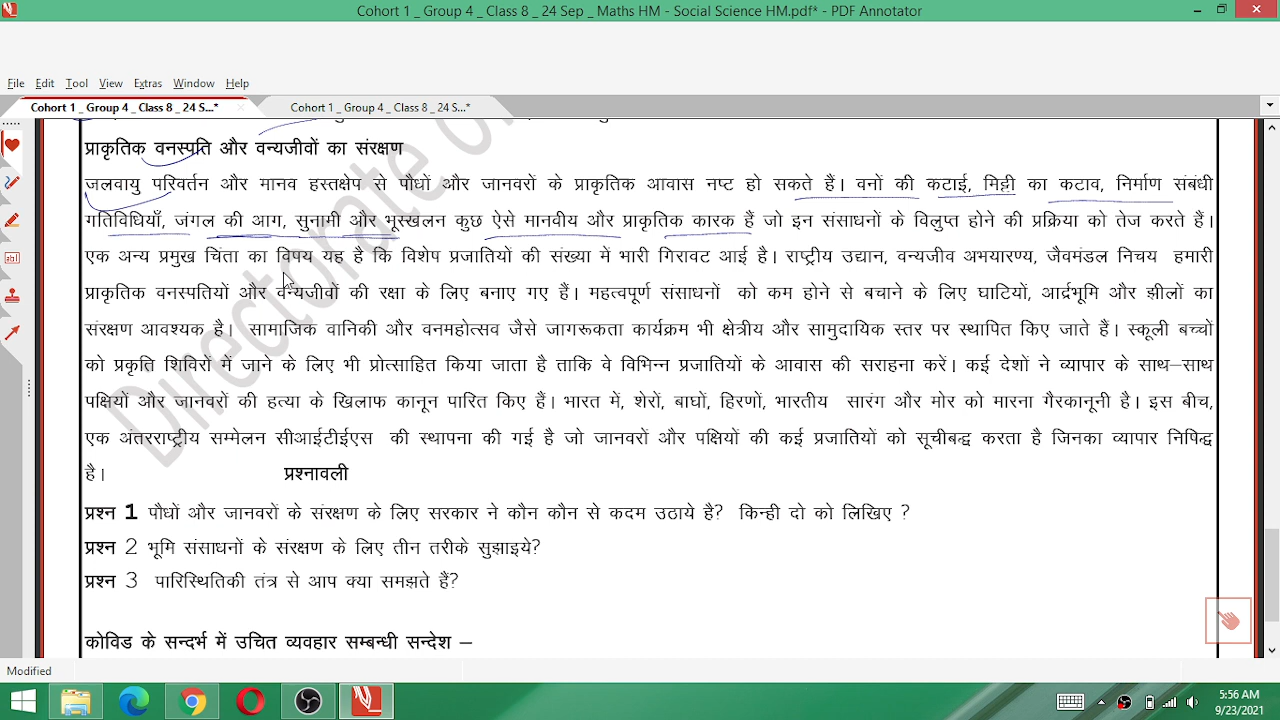 Cohort 1 _ Group 4 _ Class 8 _ 24 Sep _ Maths HM - Social Science HM.pdf* - PDF Annotator
File Edit Tool View Extras Window Help
Cohort 1 _ Group 4 _ Class 8 _ 24 S...* Cohort 1 _ Group 4 _ Class 8 _ 24 S...*
प्राकृतिक वनस्पति और वन्यजीवों का संरक्षण
जलवायु परिवर्तन और मानव हस्तक्षेप से पौधों और जानवरों के प्राकृतिक आवास नष्ट हो सकते हैं। वनों की कटाई, मिट्टी का कटाव, निर्माण संबंधी
गतिविधियाँ, जंगल की आग, सुनामी और भूस्खलन कुछ ऐसे मानवीय और प्राकृतिक कारक हैं जो इन संसाधनों के विलुप्त होने की प्रक्रिया को तेज करते हैं।
एक अन्य प्रमुख चिंता का विषय यह है कि विशेष प्रजातियों की संख्या में भारी गिरावट आई है। राष्ट्रीय उद्यान, वन्यजीव अभयारण्य, जैवमंडल निचय हमारी
प्राकृतिक वनस्पतियों और वन्यजीवों की रक्षा के लिए बनाए गए हैं। महत्वपूर्ण संसाधनों को कम होने से बचाने के लिए घाटियों, आर्द्रभूमि और झीलों का
संरक्षण आवश्यक है। सामाजिक वानिकी और वनमहोत्सव जैसे जागरूकता कार्यक्रम भी क्षेत्रीय और सामुदायिक स्तर पर स्थापित किए जाते हैं। स्कूली बच्चों
को प्रकृति शिविरों में जाने के लिए भी प्रोत्साहित किया जाता है ताकि वे विभिन्न प्रजातियों के आवास की सराहना करें। कई देशों ने व्यापार के साथ–साथ
पक्षियों और जानवरों की हत्या के खिलाफ कानून पारित किए हैं। भारत में, शेरों, बाघों, हिरणों, भारतीय सारंग और मोर को मारना गैरकानूनी है। इस बीच,
एक अंतरराष्ट्रीय सम्मेलन सीआईटीईएस की स्थापना की गई है जो जानवरों और पक्षियों की कई प्रजातियों को सूचीबद्ध करता है जिनका व्यापार निषिद्ध
है। प्रश्नावली
प्रश्न 1 पौधों और जानवरों के संरक्षण के लिए सरकार ने कौन कौन से कदम उठाये है? किन्ही दो को लिखिए ?
प्रश्न 2 भूमि संसाधनों के संरक्षण के लिए तीन तरीके सुझाइये?
प्रश्न 3 पारिस्थितिकी तंत्र से आप क्या समझते हैं?
कोविड के सन्दर्भ में उचित व्यवहार सम्बन्धी सन्देश –
Directorate of
Modified
5:56 AM
9/23/2021